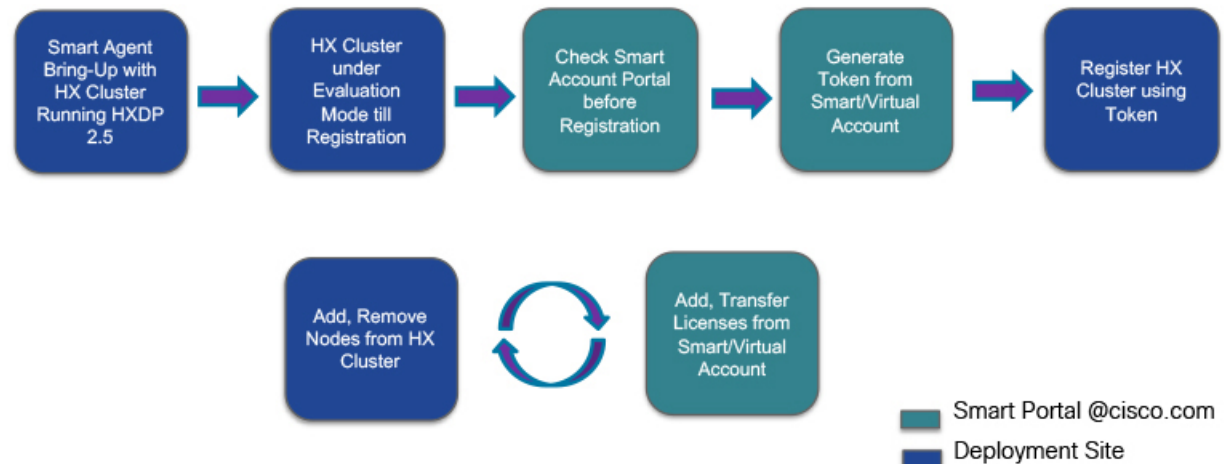 Smart Agent
Bring-Up with
HX Cluster
Running HXDP
2.5
HX Cluster
under
Evaluation
Mode till
Registration
Check Smart
Account Portal
before
Registration
Generate
Token from
Smart/Virtual
Account
Register HX
Cluster using
Token
Add, Remove
Nodes from HX
Cluster
Add, Transfer
Licenses from
Smart/Virtual
Account
Smart Portal @cisco.com
Deployment Site